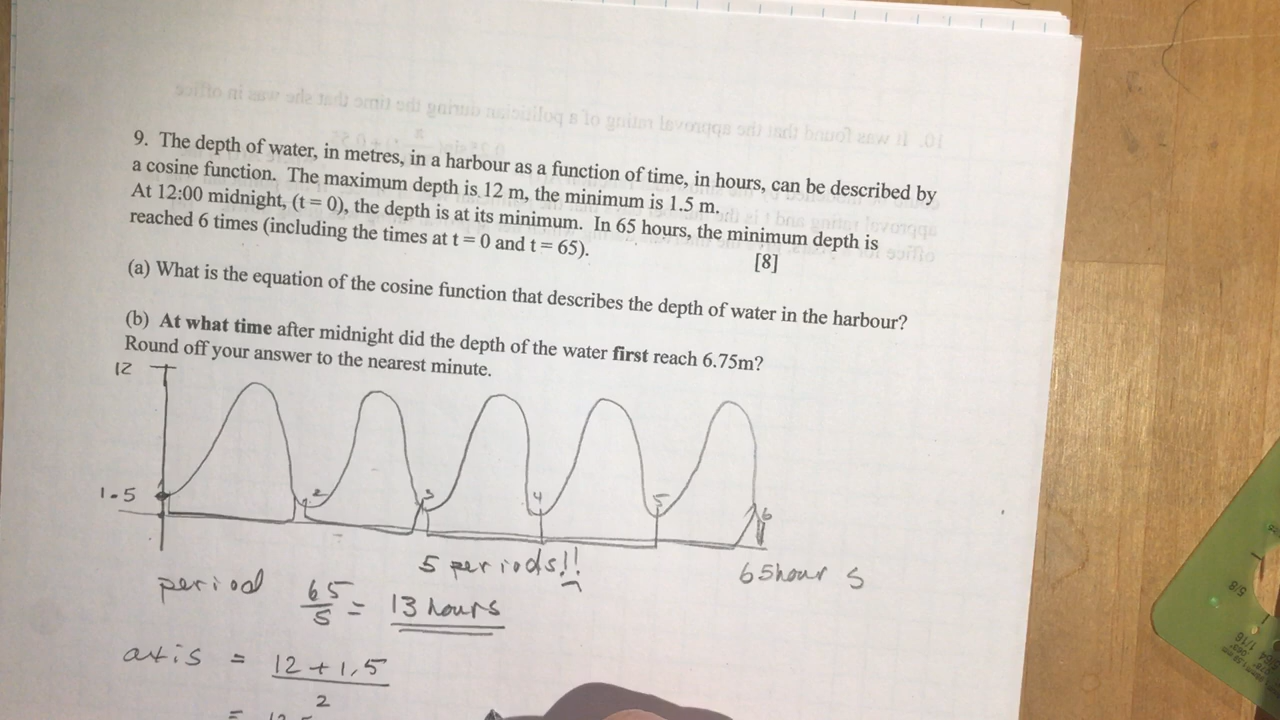 9. The depth of water, in metres, in a harbour as a function of time, in hours, can be described by
a cosine function. The maximum depth is 12 m, the minimum is 1.5 m.
At 12:00 midnight, (t = 0), the depth is at its minimum. In 65 hours, the minimum depth is
reached 6 times (including the times at t = 0 and t = 65).
[8]
(a) What is the equation of the cosine function that describes the depth of water in the harbour?
(b) At what time after midnight did the depth of the water first reach 6.75m?
Round off your answer to the nearest minute.
12
1.5
2 3 4 5 6
5 periods!!
65hours
period 65/5 = 13 hours
axis = 12 + 1.5
2
=
5/8
1/16